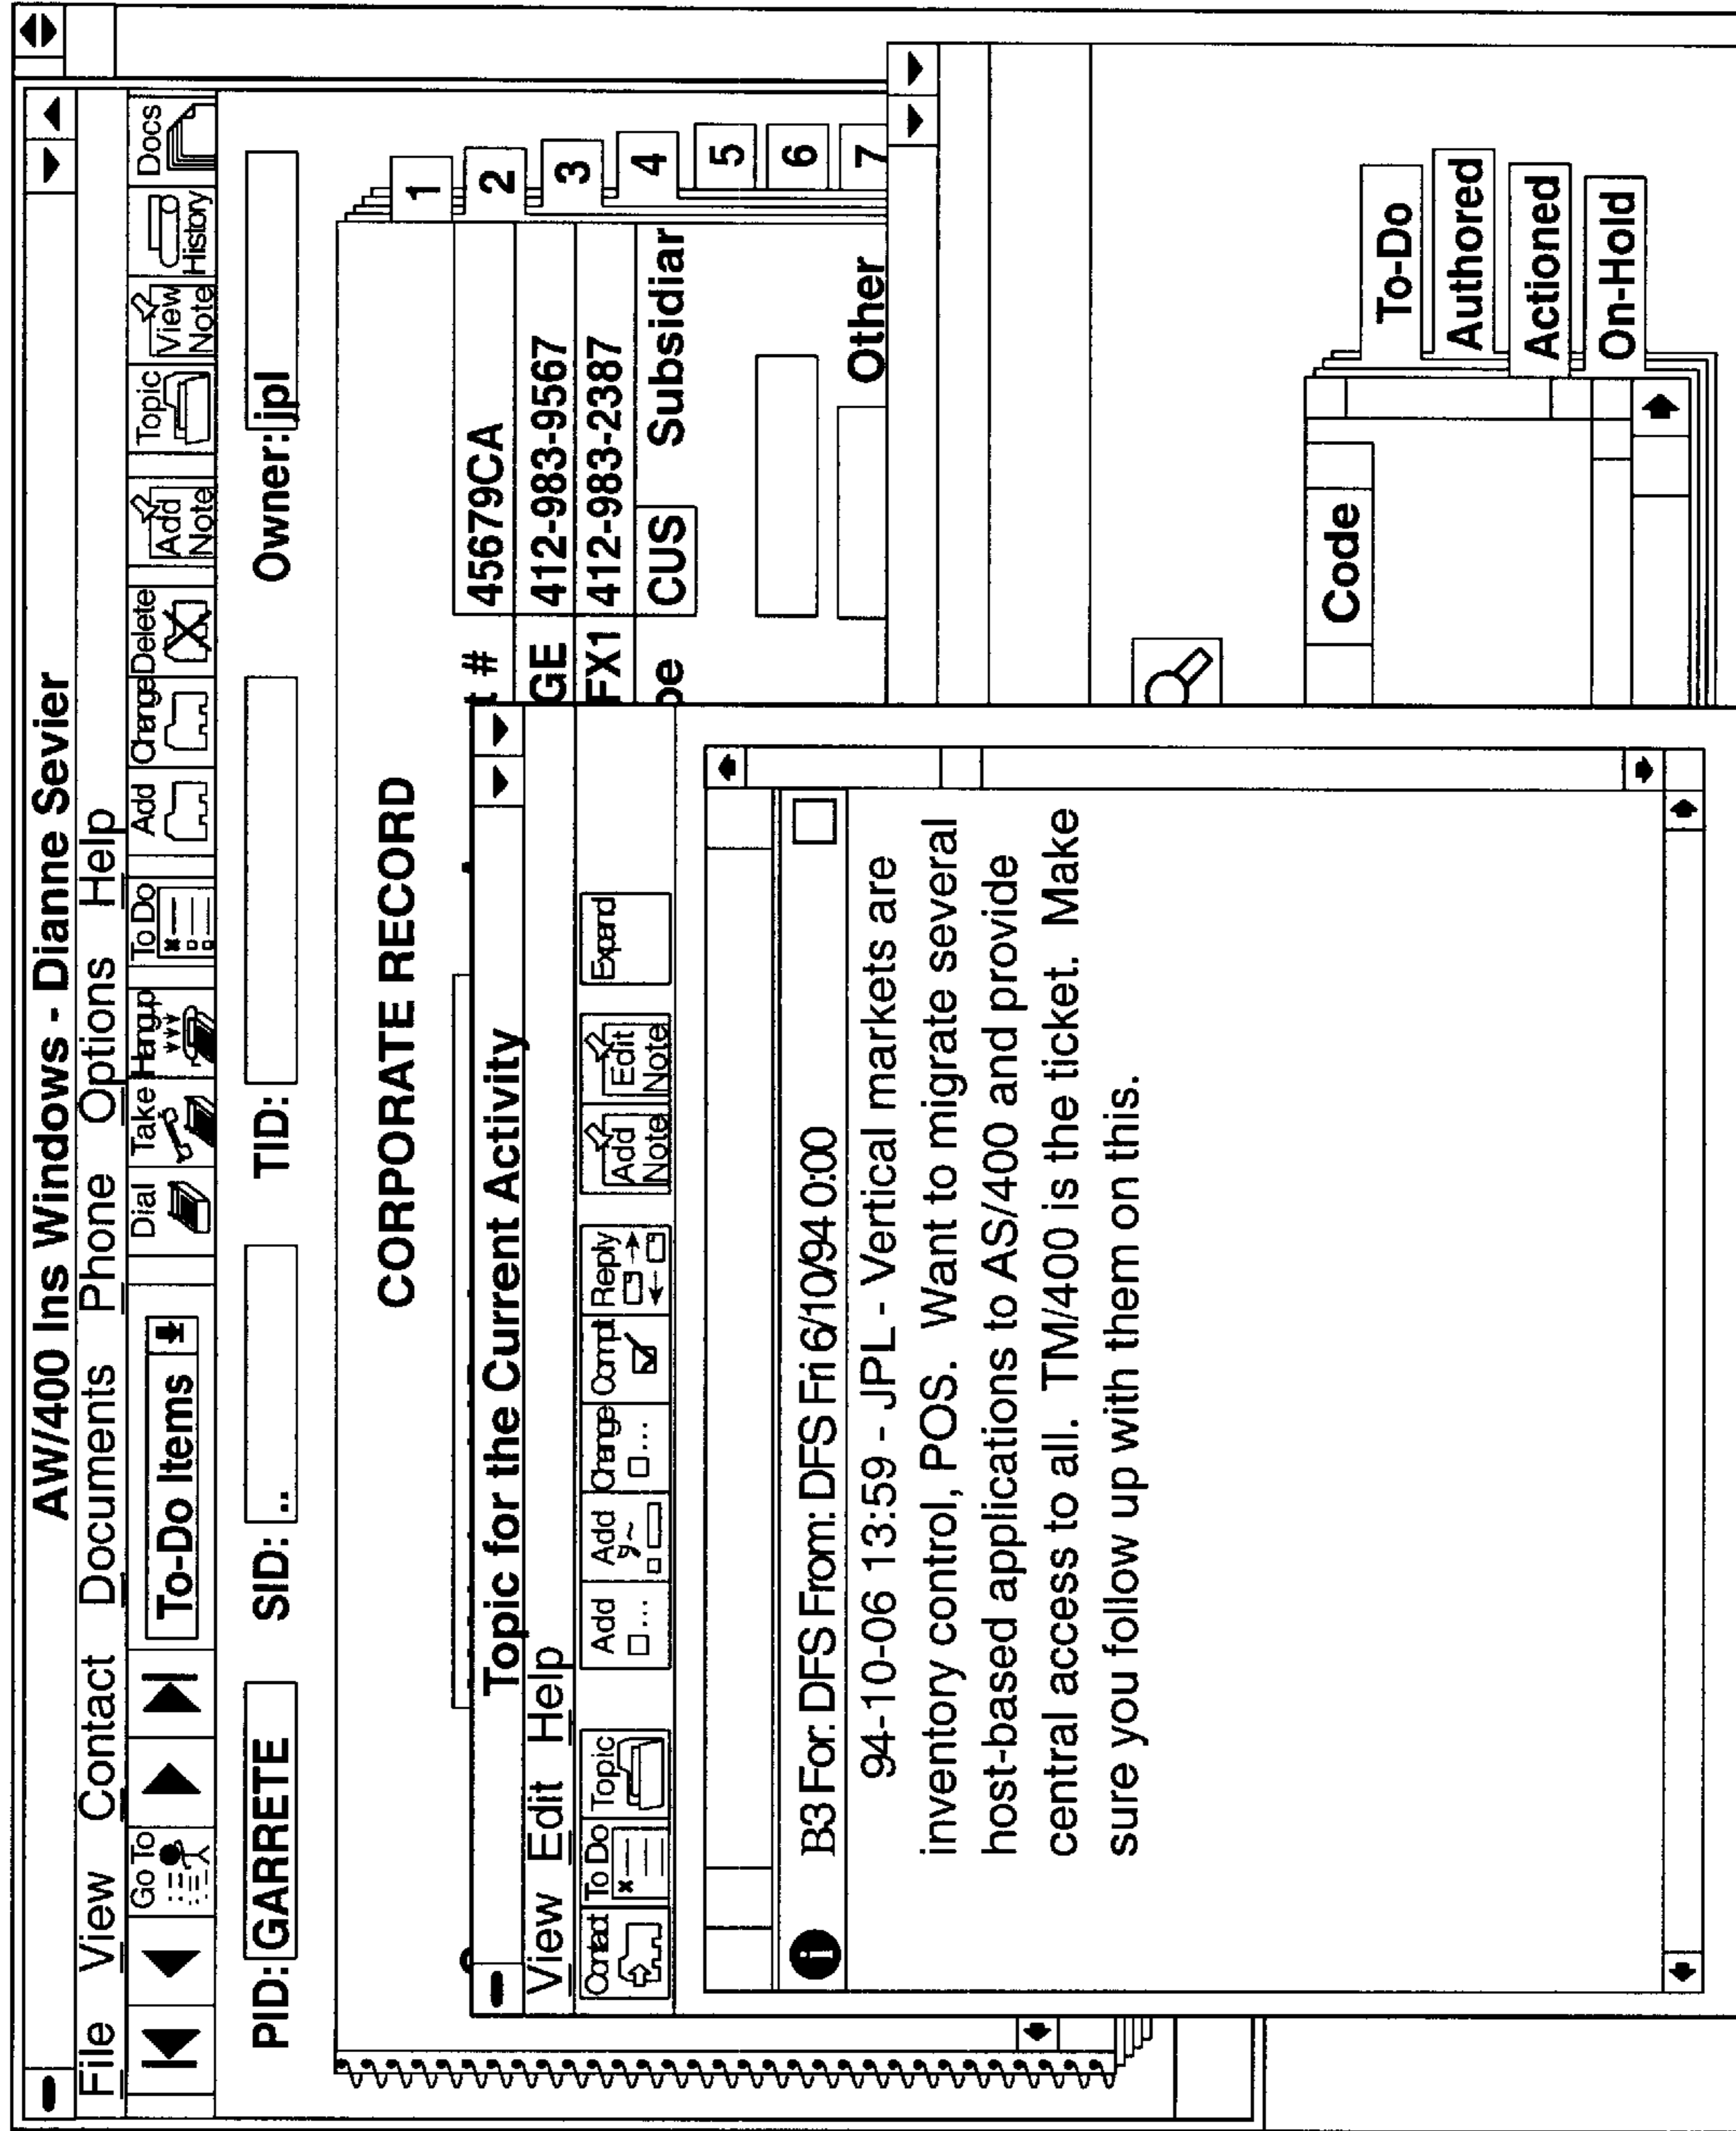 AW/400 Ins Windows - Dianne Sevier
File View Contact Documents Phone Options Help
Go To To-Do Items Dial Take Hangup To Do Add Change Delete Add Note Topic View Note History Docs
PID: GARRETE SID: .. TID: Owner: jpl
CORPORATE RECORD
1
2
3
4
5
6
7
t # 45679CA
GE 412-983-9567
FX1 412-983-2387
pe CUS Subsidiar
Other
Topic for the Current Activity
View Edit Help
Contact To Do Topic Add Add Change Compt Reply Add Note Edit Note Expand
B3 For: DFS From: DFS Fri 6/10/94 0:00
94-10-06 13:59 - JPL - Vertical markets are
inventory control, POS. Want to migrate several
host-based applications to AS/400 and provide
central access to all. TM/400 is the ticket. Make
sure you follow up with them on this.
Code
To-Do
Authored
Actioned
On-Hold